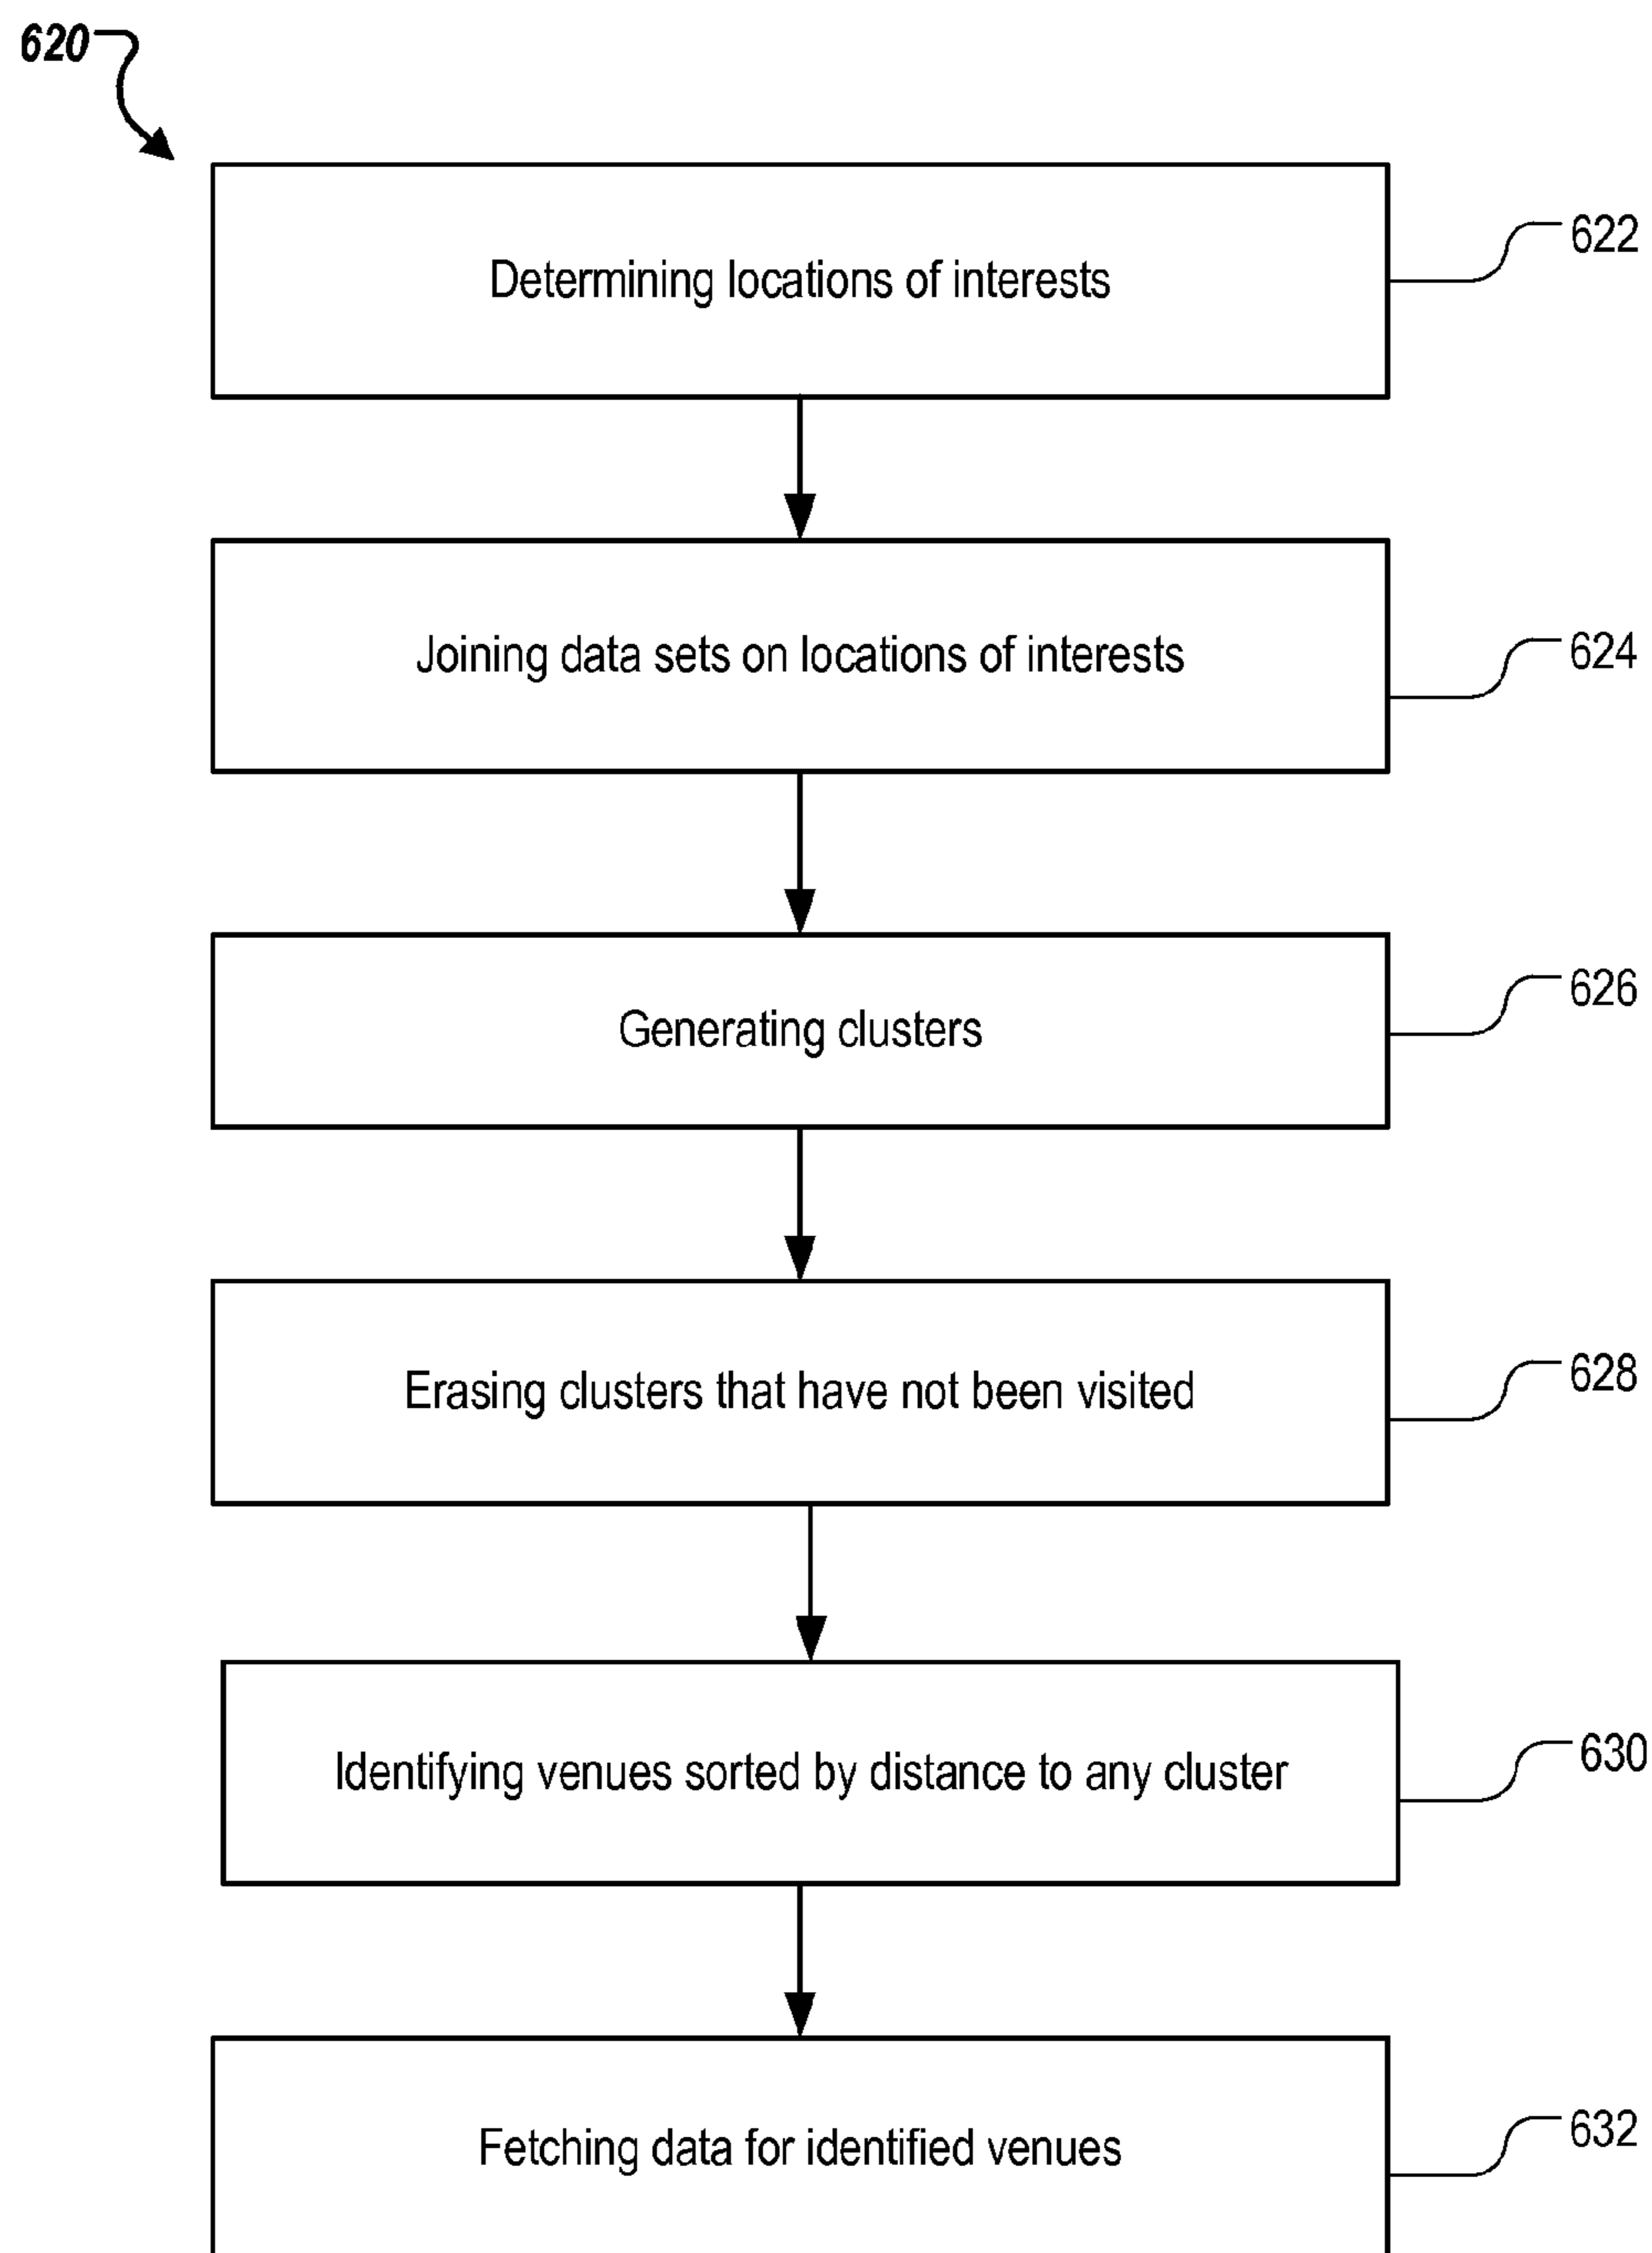 620
Determining locations of interests
622
Joining data sets on locations of interests
624
Generating clusters
626
Erasing clusters that have not been visited
628
Identifying venues sorted by distance to any cluster
630
Fetching data for identified venues
632